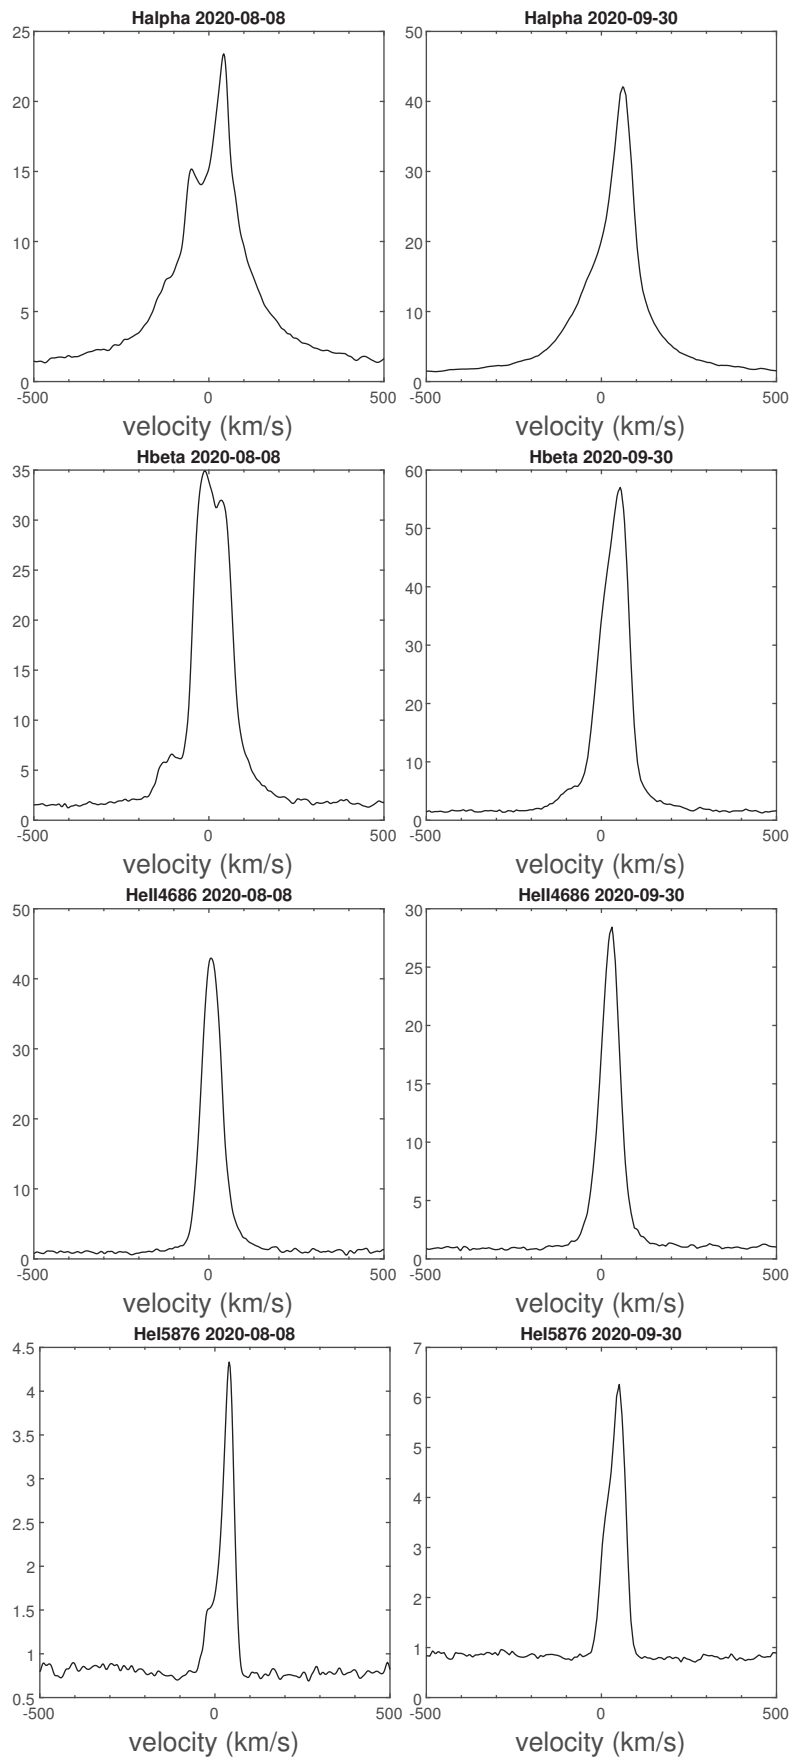 Halpha 2020-08-08
25
20
15
10
5
0
-500 0 500
velocity (km/s)
Halpha 2020-09-30
50
40
30
20
10
0
-500 0 500
velocity (km/s)
Hbeta 2020-08-08
35
30
25
20
15
10
5
0
-500 0 500
velocity (km/s)
Hbeta 2020-09-30
60
50
40
30
20
10
0
-500 0 500
velocity (km/s)
HeII4686 2020-08-08
50
40
30
20
10
0
-500 0 500
velocity (km/s)
HeII4686 2020-09-30
30
25
20
15
10
5
0
-500 0 500
velocity (km/s)
HeI5876 2020-08-08
4.5
4
3.5
3
2.5
2
1.5
1
0.5
-500 0 500
velocity (km/s)
HeI5876 2020-09-30
7
6
5
4
3
2
1
0
-500 0 500
velocity (km/s)